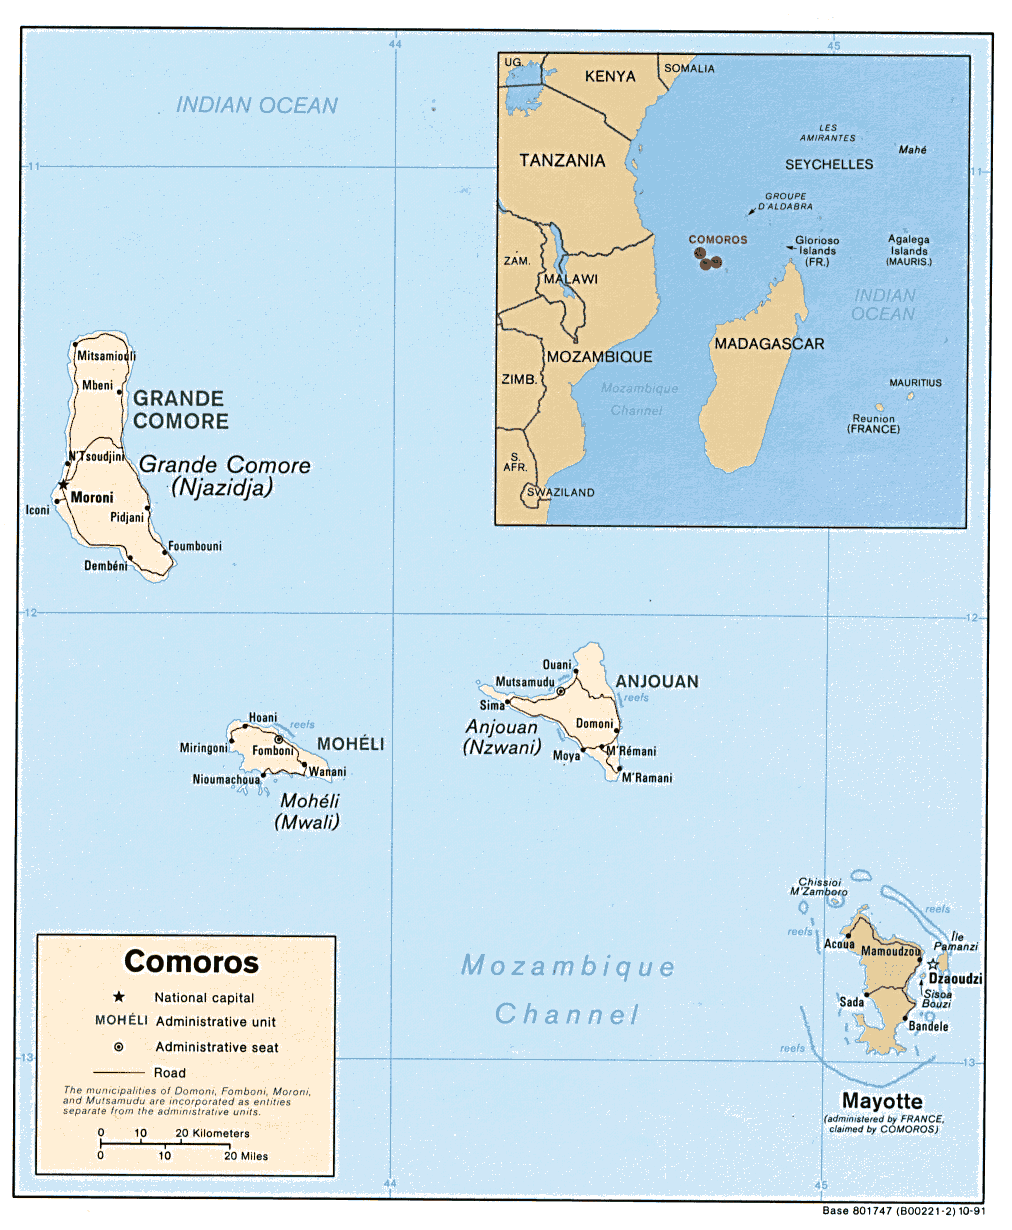 44
45
INDIAN OCEAN
11
11
UG.
KENYA
SOMALIA
TANZANIA
LES
AMIRANTES
Mahé
SEYCHELLES
GROUPE
D'ALDABRA
COMOROS
Glorioso
Islands
(FR.)
Agalega
Islands
(MAURIS.)
ZAM.
MALAWI
INDIAN
OCEAN
MOZAMBIQUE
MADAGASCAR
ZIMB.
Mozambique
Channel
MAURITIUS
Reunion
(FRANCE)
S.
AFR.
SWAZILAND
Mitsamiouli
Mbeni
GRANDE
COMORE
N'Tsoudjini
Grande Comore
(Njazidja)
Moroni
Iconi
Pidjani
Foumbouni
Dembéni
12
12
Ouani
Mutsamudu
ANJOUAN
reefs
Sima
Anjouan
(Nzwani)
Domoni
Moya
M'Rémani
M'Ramani
Hoani
reefs
Miringoni
Fomboni
MOHÉLI
Wanani
Nioumachoua
Mohéli
(Mwali)
Chissioi
M'Zamboro
reefs
reefs
Acoua
Mamoudzou
Île
Pamanzi
Dzaoudzi
Sada
Sisoa
Bouzi
Bandele
reefs
Mayotte
(administered by FRANCE,
claimed by COMOROS)
Mozambique
Channel
13
13
Comoros
National capital
MOHÉLI Administrative unit
Administrative seat
Road
The municipalities of Domoni, Fomboni, Moroni,
and Mutsamudu are incorporated as entities
separate from the administrative units.
0 10 20 Kilometers
0 10 20 Miles
44
45
Base 801747 (B00221-2) 10-91